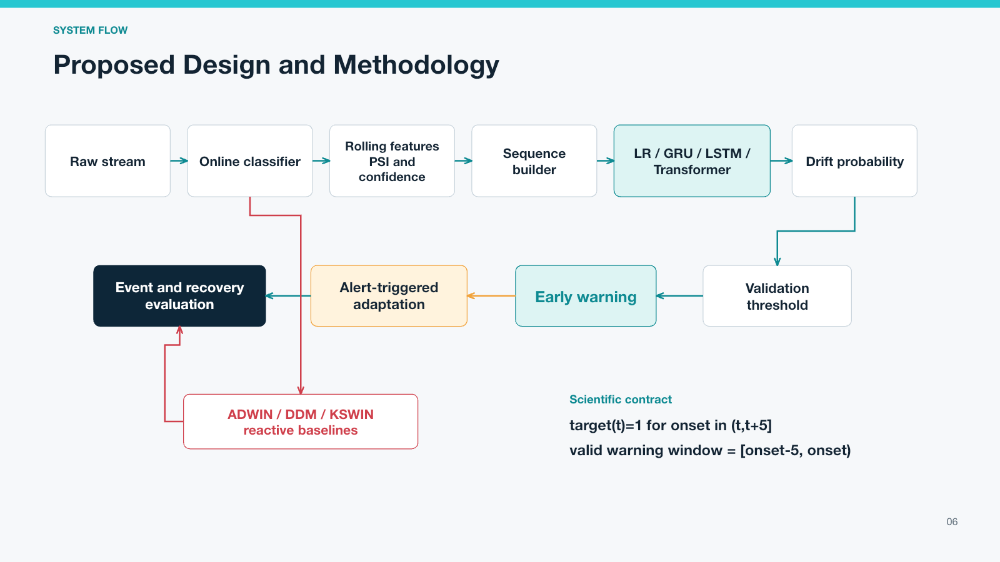 SYSTEM FLOW
Proposed Design and Methodology
Raw stream
Online classifier
Rolling features
PSI and
confidence
Sequence
builder
LR / GRU / LSTM /
Transformer
Drift probability
Event and recovery
evaluation
Alert-triggered
adaptation
Early warning
Validation
threshold
ADWIN / DDM / KSWIN
reactive baselines
Scientific contract
target(t)=1 for onset in (t,t+5]
valid warning window = [onset-5, onset)
06